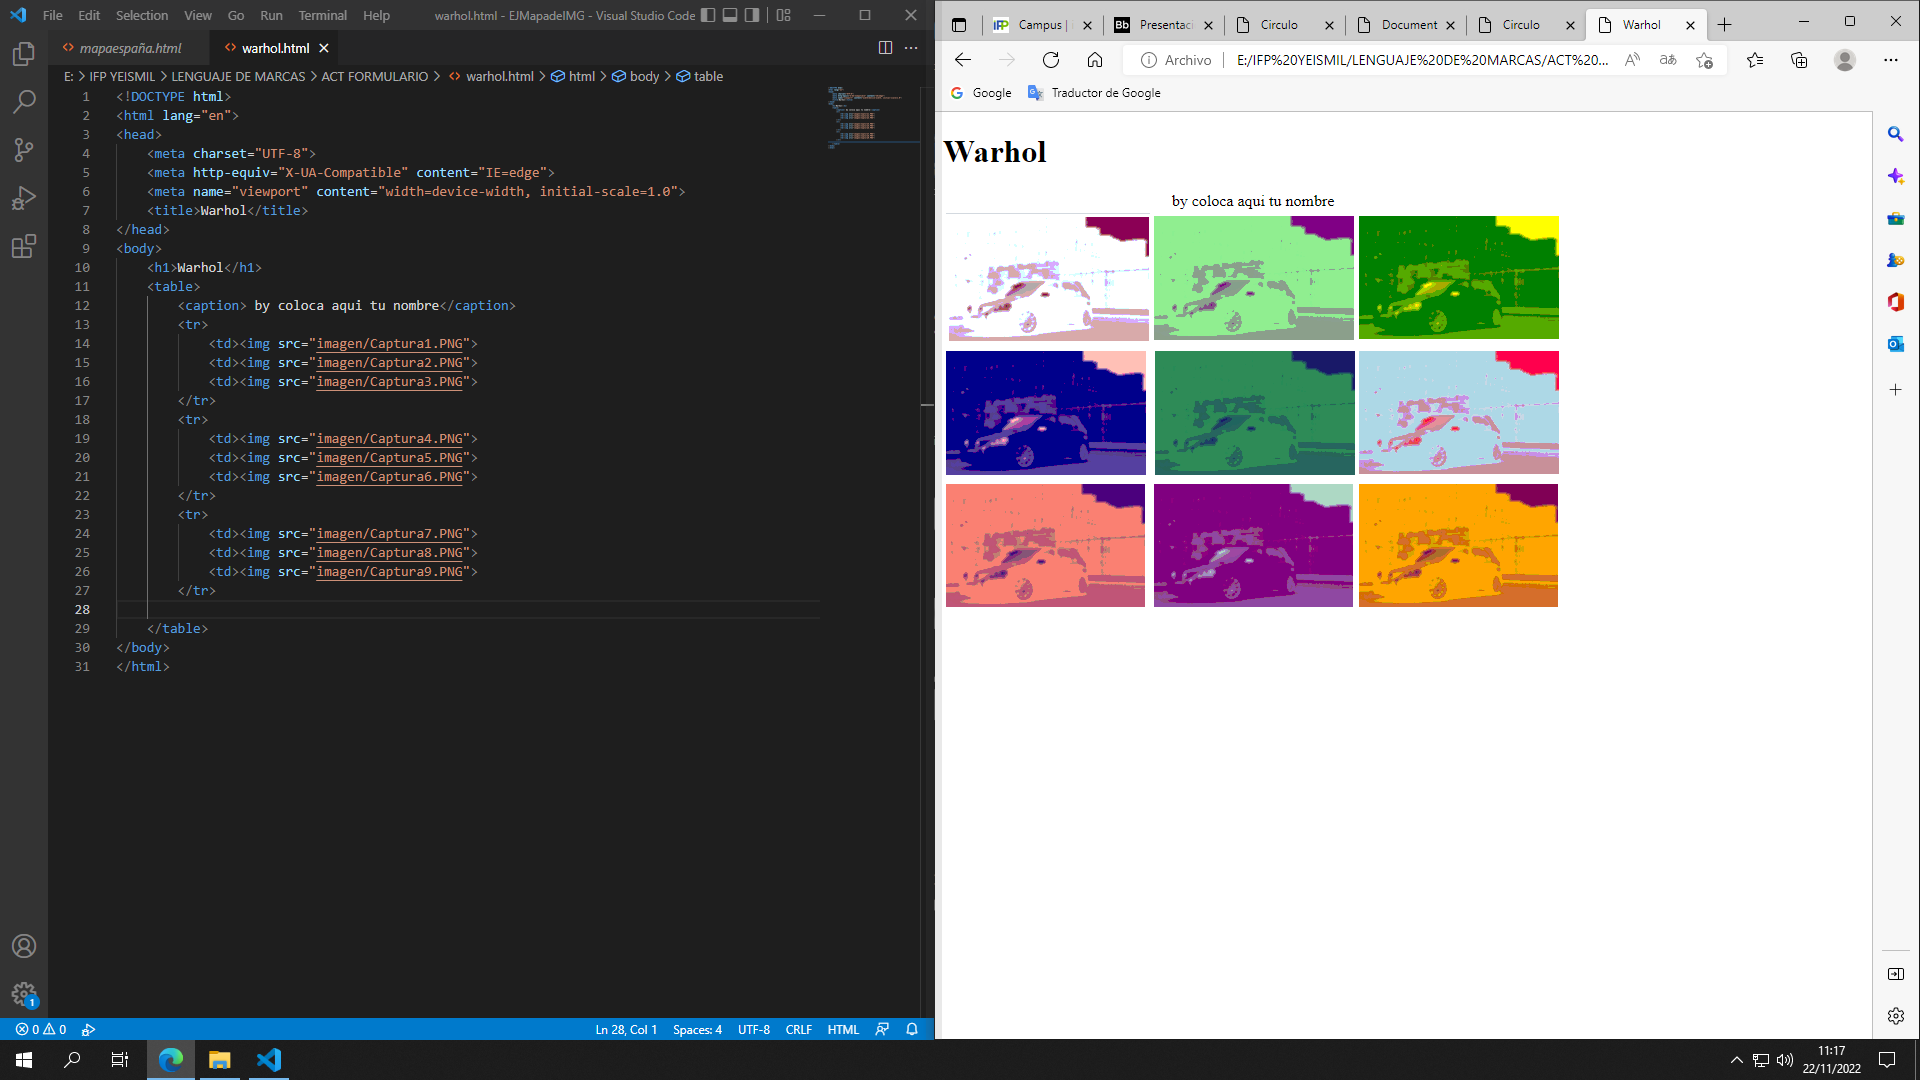 File Edit Selection View Go Run Terminal Help warhol.html - EJMapadeIMG - Visual Studio Code
mapaespaña.html warhol.html
E: > IFP YEISMIL > LENGUAJE DE MARCAS > ACT FORMULARIO > warhol.html > html > body > table
1 <!DOCTYPE html>
2 <html lang="en">
3 <head>
4 <meta charset="UTF-8">
5 <meta http-equiv="X-UA-Compatible" content="IE=edge">
6 <meta name="viewport" content="width=device-width, initial-scale=1.0">
7 <title>Warhol</title>
8 </head>
9 <body>
10 <h1>Warhol</h1>
11 <table>
12 <caption> by coloca aqui tu nombre</caption>
13 <tr>
14 <td><img src="imagen/Captura1.PNG">
15 <td><img src="imagen/Captura2.PNG">
16 <td><img src="imagen/Captura3.PNG">
17 </tr>
18 <tr>
19 <td><img src="imagen/Captura4.PNG">
20 <td><img src="imagen/Captura5.PNG">
21 <td><img src="imagen/Captura6.PNG">
22 </tr>
23 <tr>
24 <td><img src="imagen/Captura7.PNG">
25 <td><img src="imagen/Captura8.PNG">
26 <td><img src="imagen/Captura9.PNG">
27 </tr>
28
29 </table>
30 </body>
31 </html>
1
0 0 Ln 28, Col 1 Spaces: 4 UTF-8 CRLF HTML
Campus | Presentaci Circulo Document Circulo Warhol
Archivo E:/IFP%20YEISMIL/LENGUAJE%20DE%20MARCAS/ACT%20...
Google Traductor de Google
Warhol
by coloca aqui tu nombre
11:17
22/11/2022